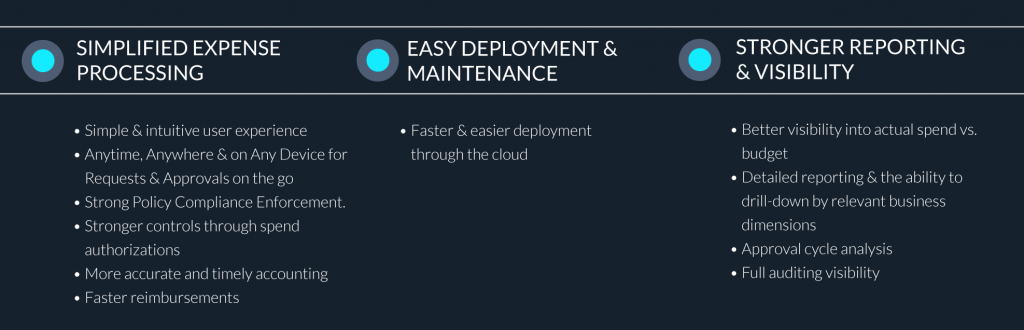 SIMPLIFIED EXPENSE
PROCESSING
• Simple & intuitive user experience
• Anytime, Anywhere & on Any Device for
Requests & Approvals on the go
• Strong Policy Compliance Enforcement.
• Stronger controls through spend
authorizations
• More accurate and timely accounting
• Faster reimbursements
EASY DEPLOYMENT &
MAINTENANCE
• Faster & easier deployment
through the cloud
STRONGER REPORTING
& VISIBILITY
• Better visibility into actual spend vs.
budget
• Detailed reporting & the ability to
drill-down by relevant business
dimensions
• Approval cycle analysis
• Full auditing visibility